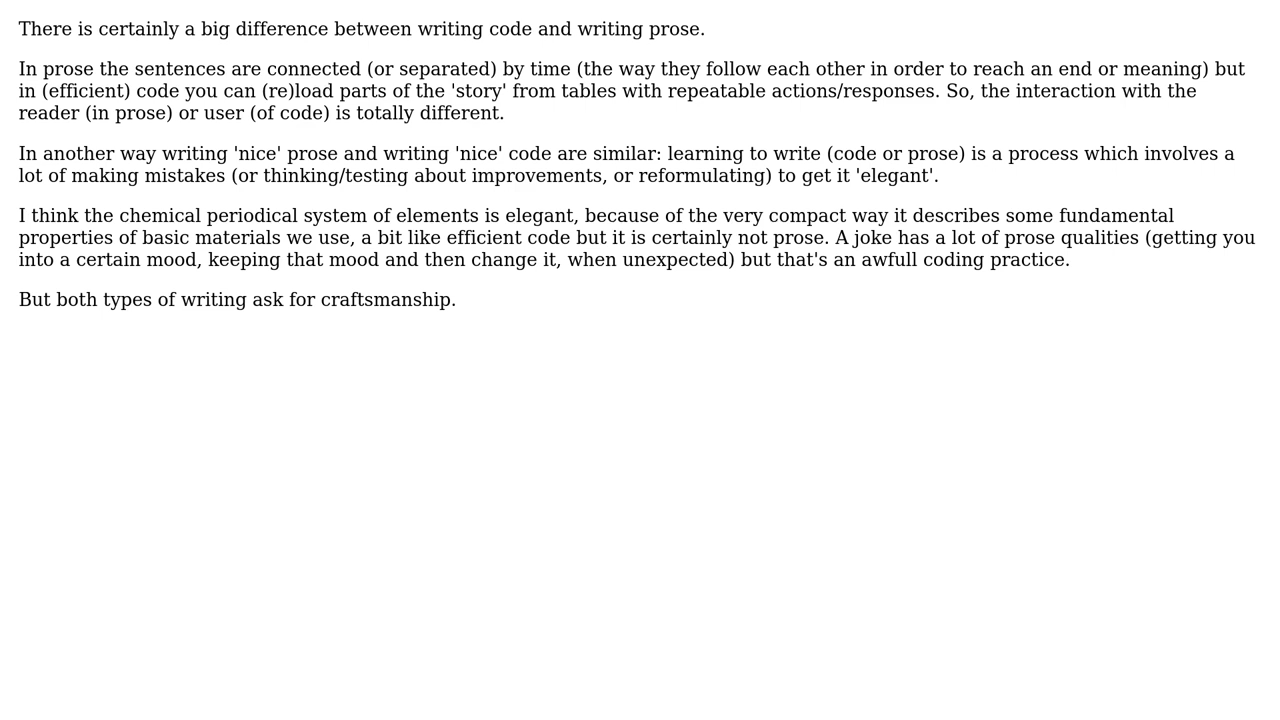 There is certainly a big difference between writing code and writing prose.
In prose the sentences are connected (or separated) by time (the way they follow each other in order to reach an end or meaning) but
in (efficient) code you can (re)load parts of the 'story' from tables with repeatable actions/responses. So, the interaction with the
reader (in prose) or user (of code) is totally different.
In another way writing 'nice' prose and writing 'nice' code are similar: learning to write (code or prose) is a process which involves a
lot of making mistakes (or thinking/testing about improvements, or reformulating) to get it 'elegant'.
I think the chemical periodical system of elements is elegant, because of the very compact way it describes some fundamental
properties of basic materials we use, a bit like efficient code but it is certainly not prose. A joke has a lot of prose qualities (getting you
into a certain mood, keeping that mood and then change it, when unexpected) but that's an awfull coding practice.
But both types of writing ask for craftsmanship.